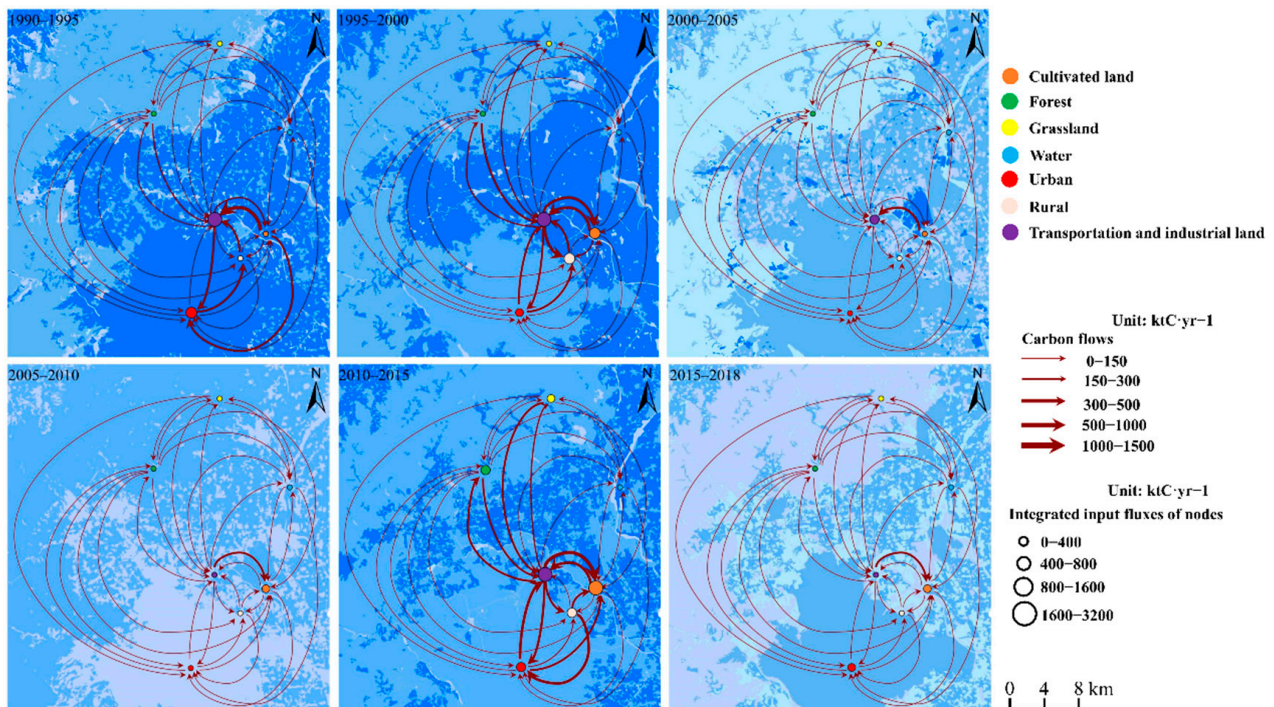 1990–1995
N
1995–2000
N
2000–2005
N
2005–2010
N
2010–2015
N
2015–2018
N
Cultivated land
Forest
Grassland
Water
Urban
Rural
Transportation and industrial land
Unit: ktC·yr−1
Carbon flows
0−150
150−300
300−500
500−1000
1000−1500
Unit: ktC·yr−1
Integrated input fluxes of nodes
0−400
400−800
800−1600
1600−3200
0 4 8 km